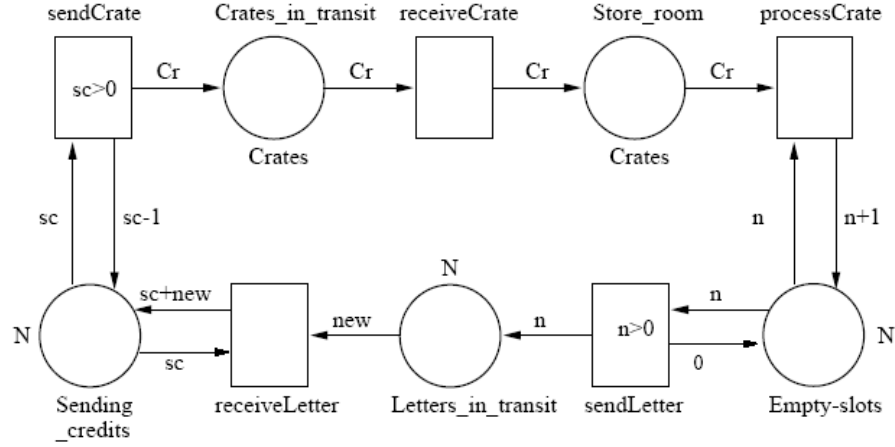 sendCrate
Crates_in_transit
receiveCrate
Store_room
processCrate
sc>0
Cr
Cr
Cr
Cr
Crates
Crates
sc
sc-1
n
n+1
N
N
sc+new
new
n
n>0
n
N
sc
0
Sending
_credits
receiveLetter
Letters_in_transit
sendLetter
Empty-slots